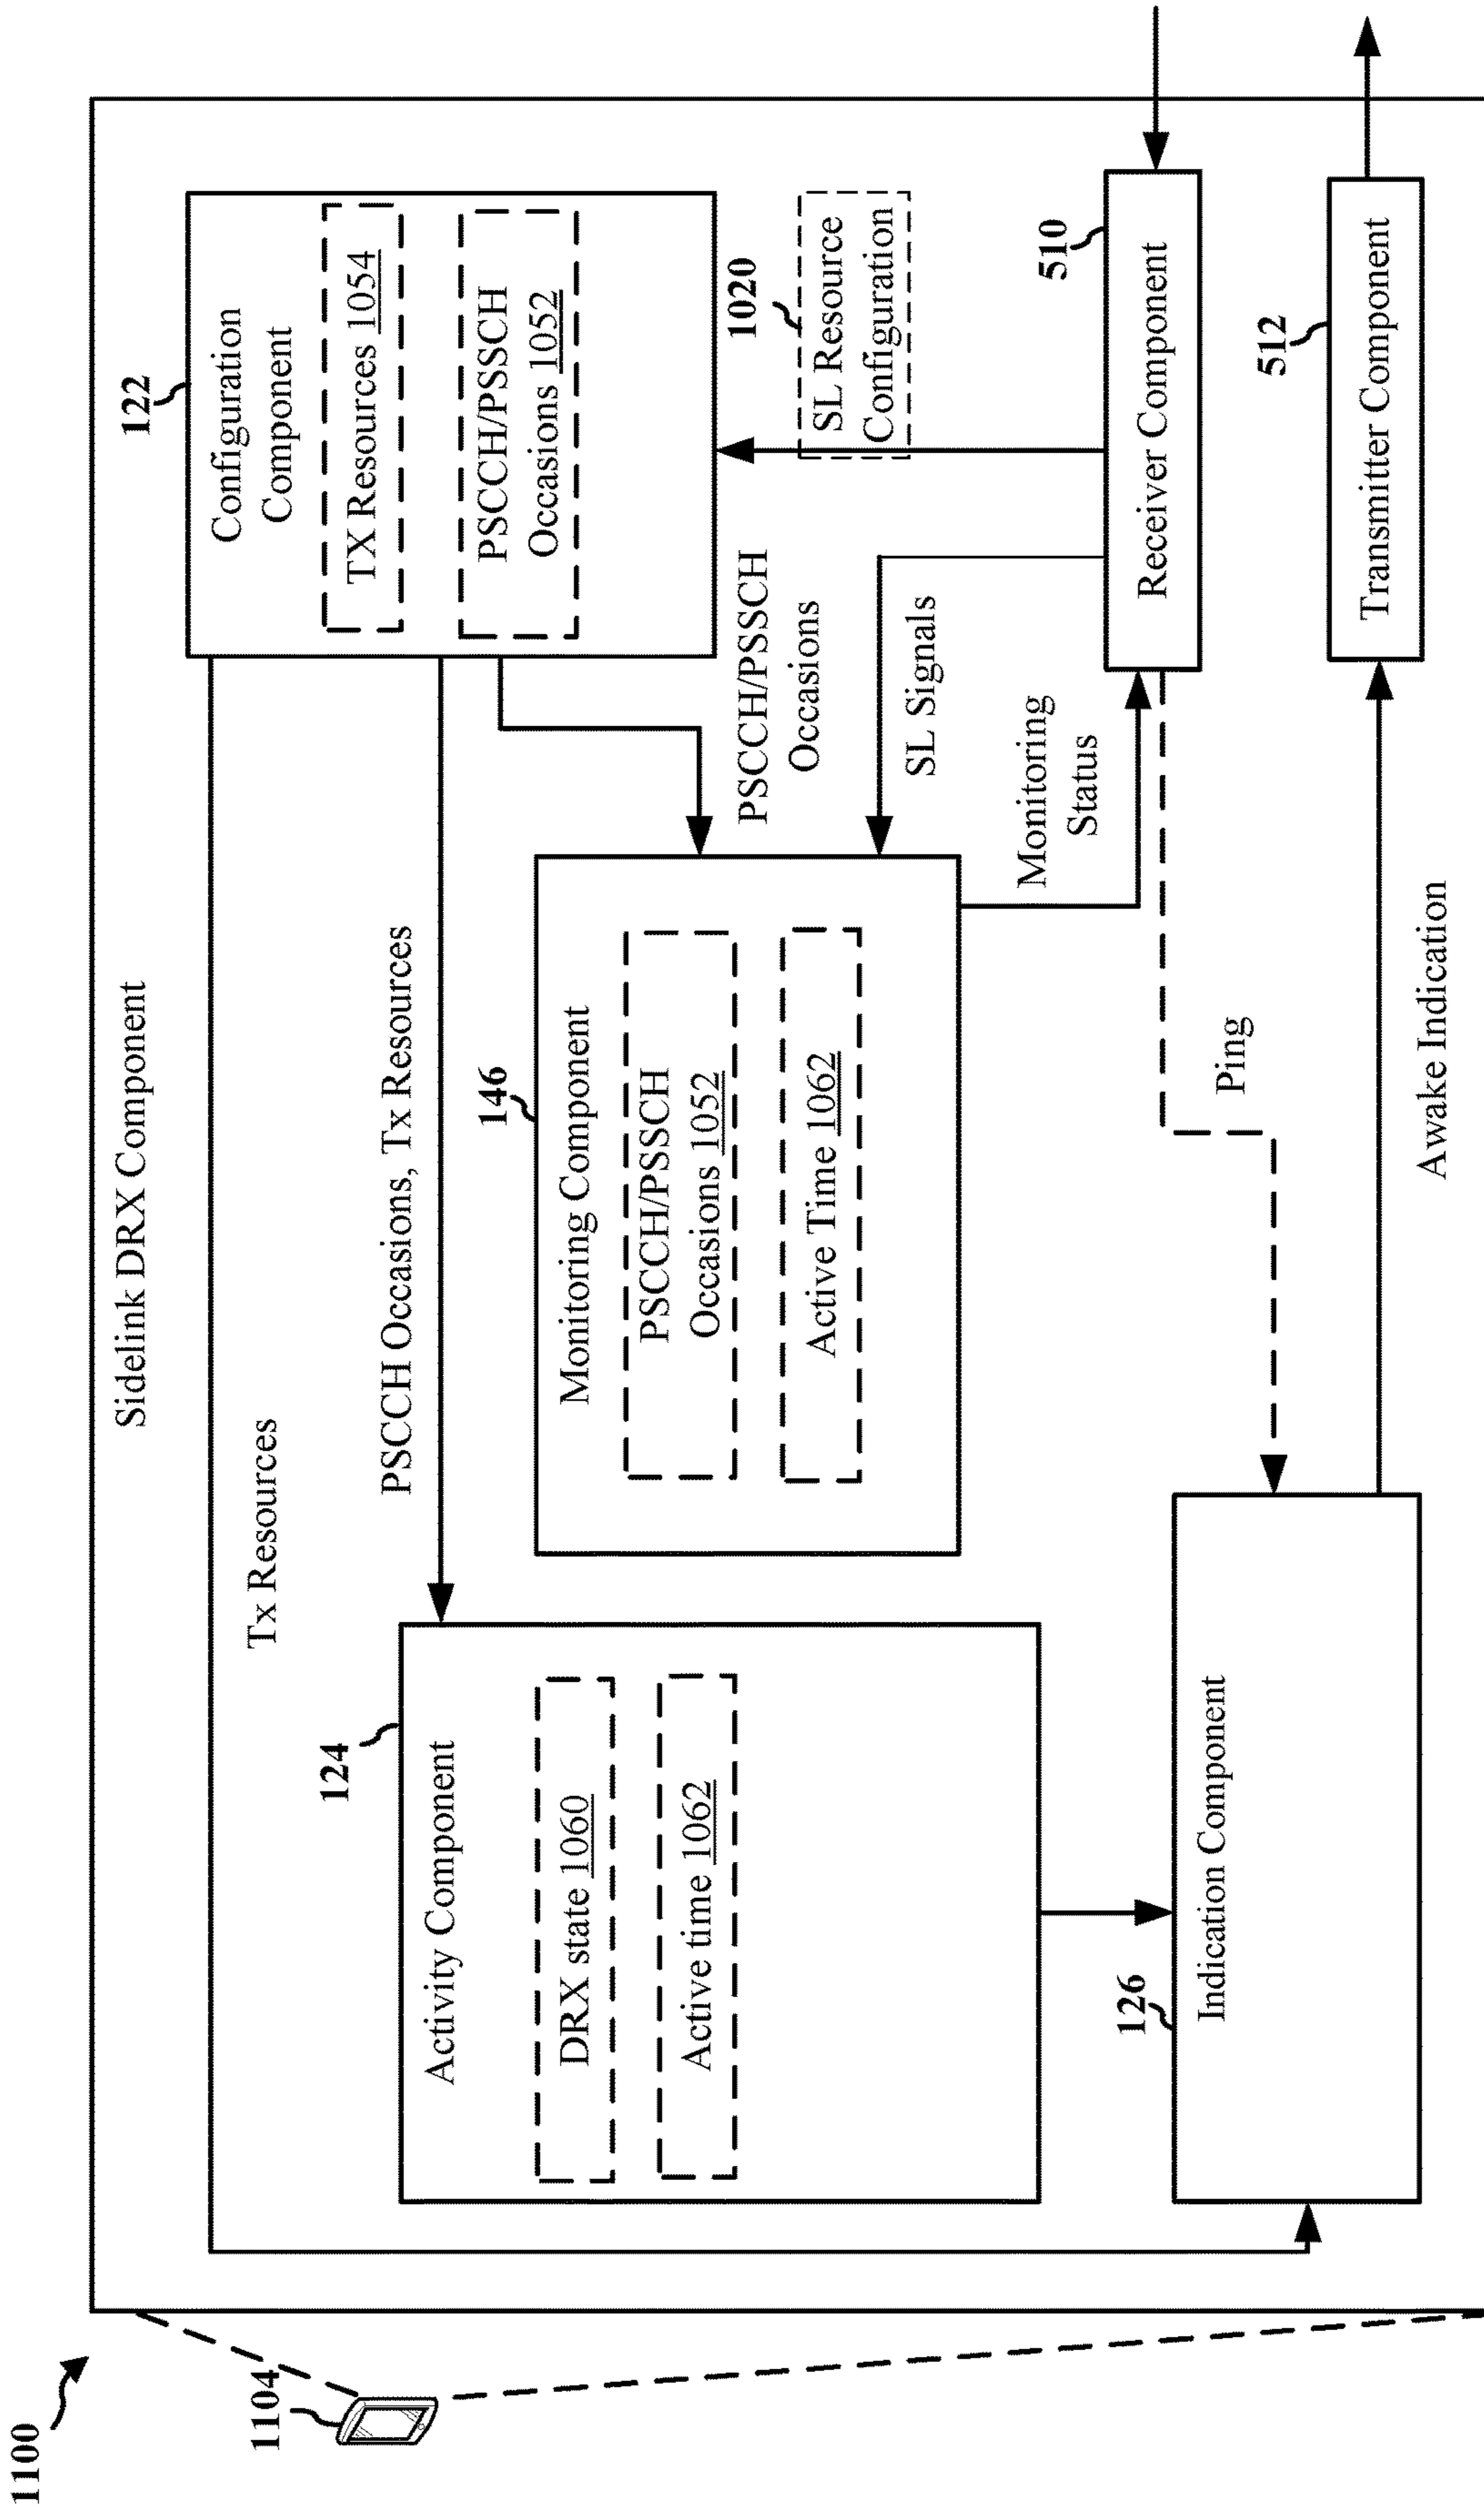 1100
1104
Sidelink DRX Component
122
Configuration
Component
TX Resources 1054
PSCCH/PSSCH
Occasions 1052
Tx Resources
PSCCH Occasions, Tx Resources
124
Activity Component
DRX state 1060
Active time 1062
146
Monitoring Component
PSCCH/PSSCH
Occasions 1052
Active Time 1062
PSCCH/PSSCH
Occasions
1020
SL Resource
Configuration
SL Signals
Monitoring
Status
510
Receiver Component
126
Indication Component
Ping
Awake Indication
512
Transmitter Component